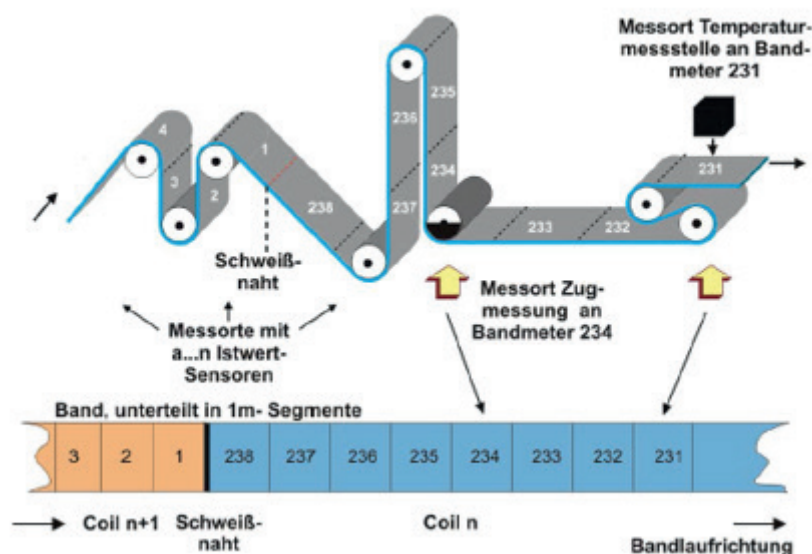 Messort Temperatur-
messstelle an Band-
meter 231
4
3
2
1
238
237
236
235
234
233
232
231
Schweiß-
naht
Messort Zug-
messung an
Bandmeter 234
Messorte mit
a...n Istwert-
Sensoren
Band, unterteilt in 1m- Segmente
3 2 1 238 237 236 235 234 233 232 231
Coil n+1 Schweiß- Coil n
naht Bandlaufrichtung